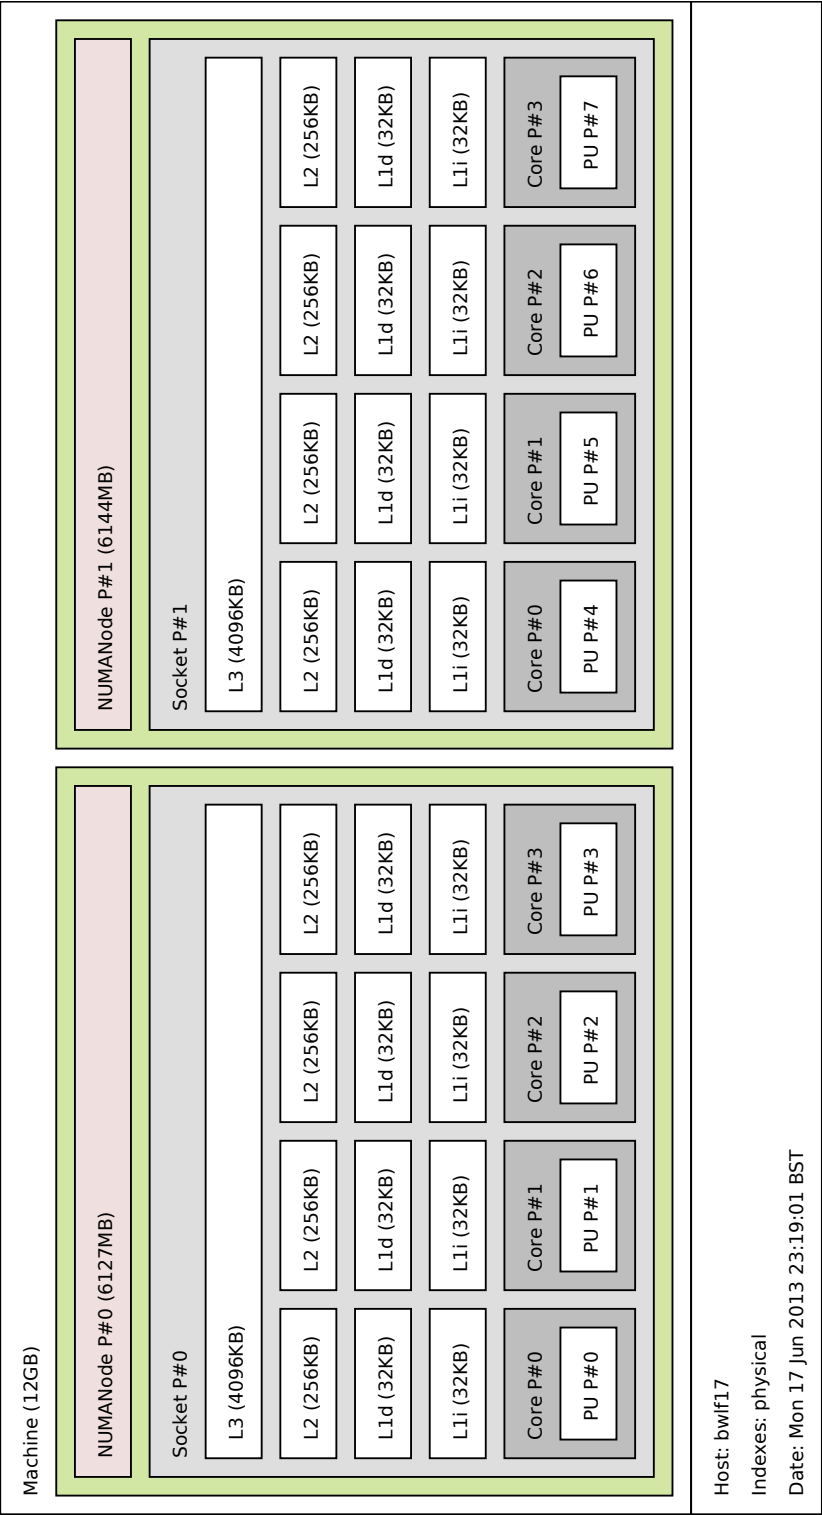 Machine (12GB)
NUMANode P#0 (6127MB)
Socket P#0
L3 (4096KB)
L2 (256KB)
L2 (256KB)
L2 (256KB)
L2 (256KB)
L1d (32KB)
L1d (32KB)
L1d (32KB)
L1d (32KB)
L1i (32KB)
L1i (32KB)
L1i (32KB)
L1i (32KB)
Core P#0
Core P#1
Core P#2
Core P#3
PU P#0
PU P#1
PU P#2
PU P#3
NUMANode P#1 (6144MB)
Socket P#1
L3 (4096KB)
L2 (256KB)
L2 (256KB)
L2 (256KB)
L2 (256KB)
L1d (32KB)
L1d (32KB)
L1d (32KB)
L1d (32KB)
L1i (32KB)
L1i (32KB)
L1i (32KB)
L1i (32KB)
Core P#0
Core P#1
Core P#2
Core P#3
PU P#4
PU P#5
PU P#6
PU P#7
Host: bwlf17
Indexes: physical
Date: Mon 17 Jun 2013 23:19:01 BST